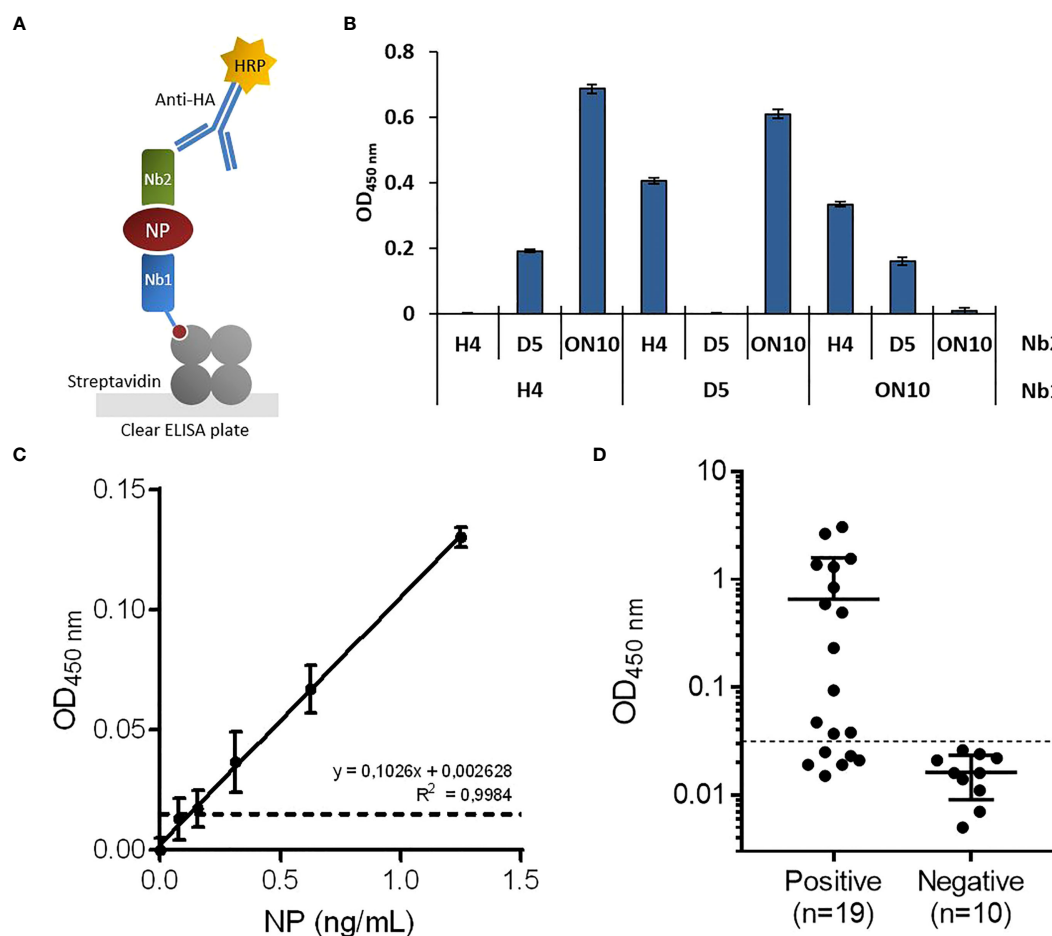 A
HRP
Anti-HA
Nb2
NP
Nb1
Streptavidin
Clear ELISA plate
B
OD450 nm
0.8
0.6
0.4
0.2
0
H4 D5 ON10 H4 D5 ON10 H4 D5 ON10 Nb2
H4 D5 ON10 Nb1
C
OD450 nm
0.15
0.10
0.05
0.00
y = 0,1026x + 0,002628
R2 = 0,9984
0.0 0.5 1.0 1.5
NP (ng/mL)
D
OD450 nm
10
1
0.1
0.01
Positive Negative
(n=19) (n=10)